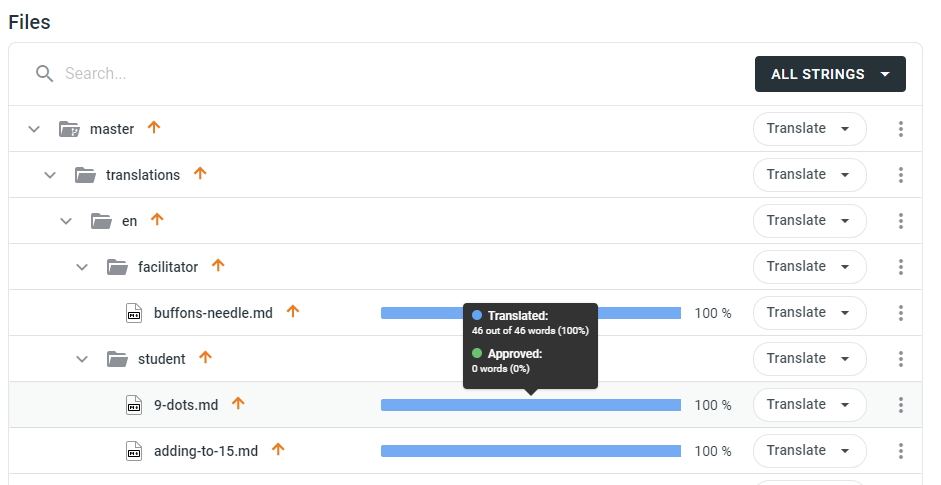 Files
Search...
ALL STRINGS
master
Translate
translations
Translate
en
Translate
facilitator
Translate
buffons-needle.md
100 %
Translate
Translated:
46 out of 46 words (100%)
Approved:
0 words (0%)
student
Translate
9-dots.md
100 %
Translate
adding-to-15.md
100 %
Translate